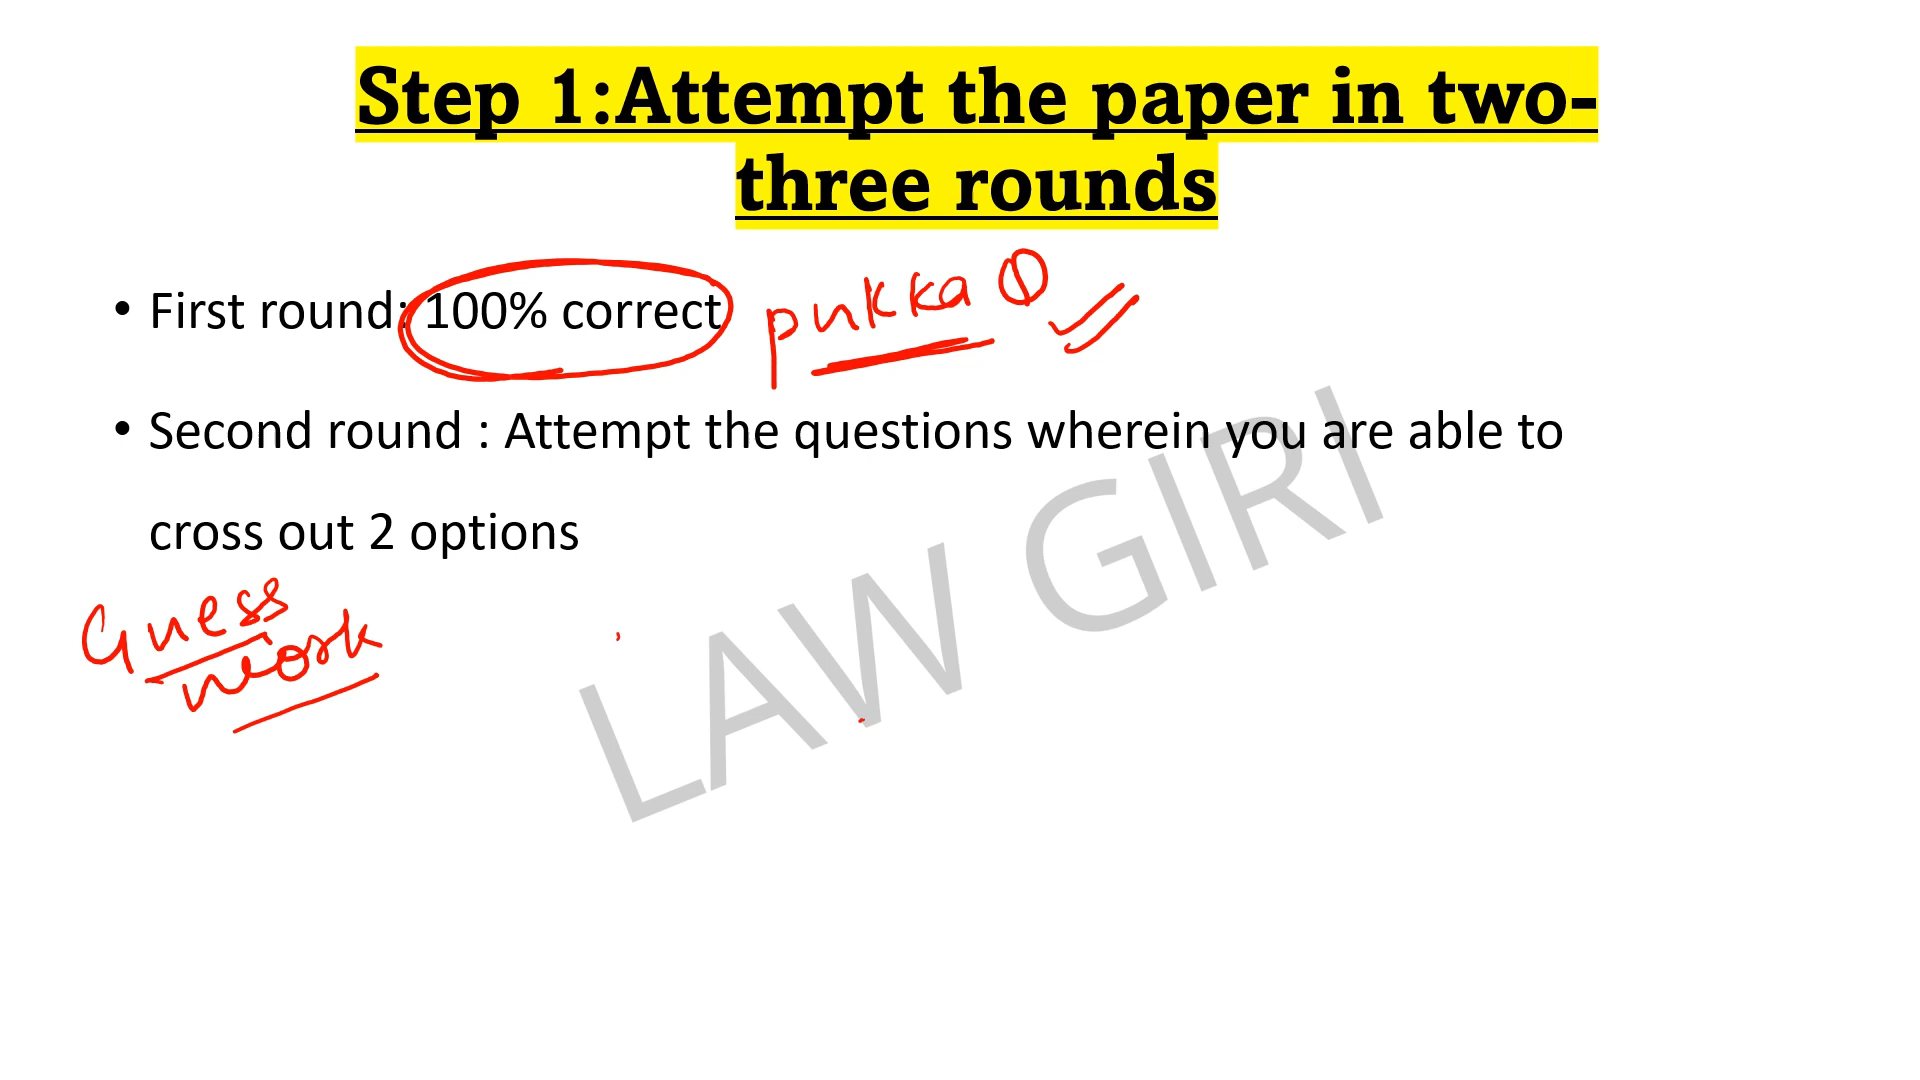 Step 1:Attempt the paper in two-
three rounds
• First round: 100% correct
pukka
• Second round : Attempt the questions wherein you are able to
cross out 2 options
Guess
work
LAW GIRI